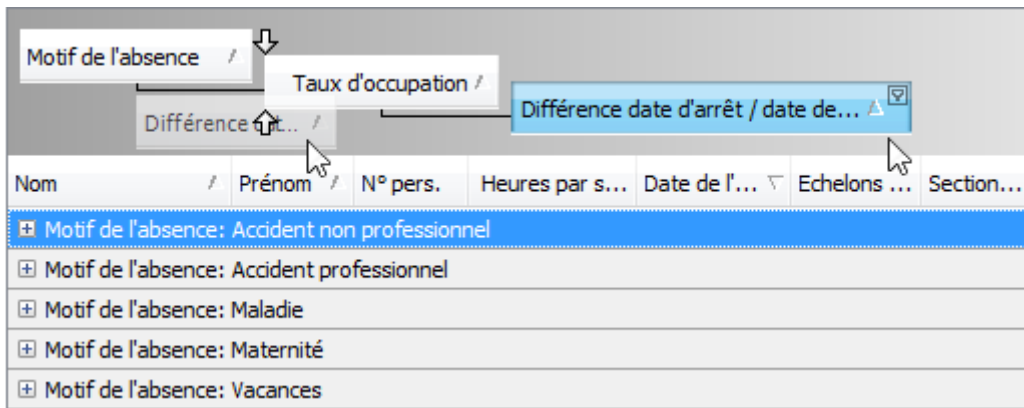 Motif de l'absence
Taux d'occupation
Différence date d'arrêt / date de...
Différence
Nom Prénom N° pers. Heures par s... Date de l'... Echelons ... Section...
Motif de l'absence: Accident non professionnel
Motif de l'absence: Accident professionnel
Motif de l'absence: Maladie
Motif de l'absence: Maternité
Motif de l'absence: Vacances